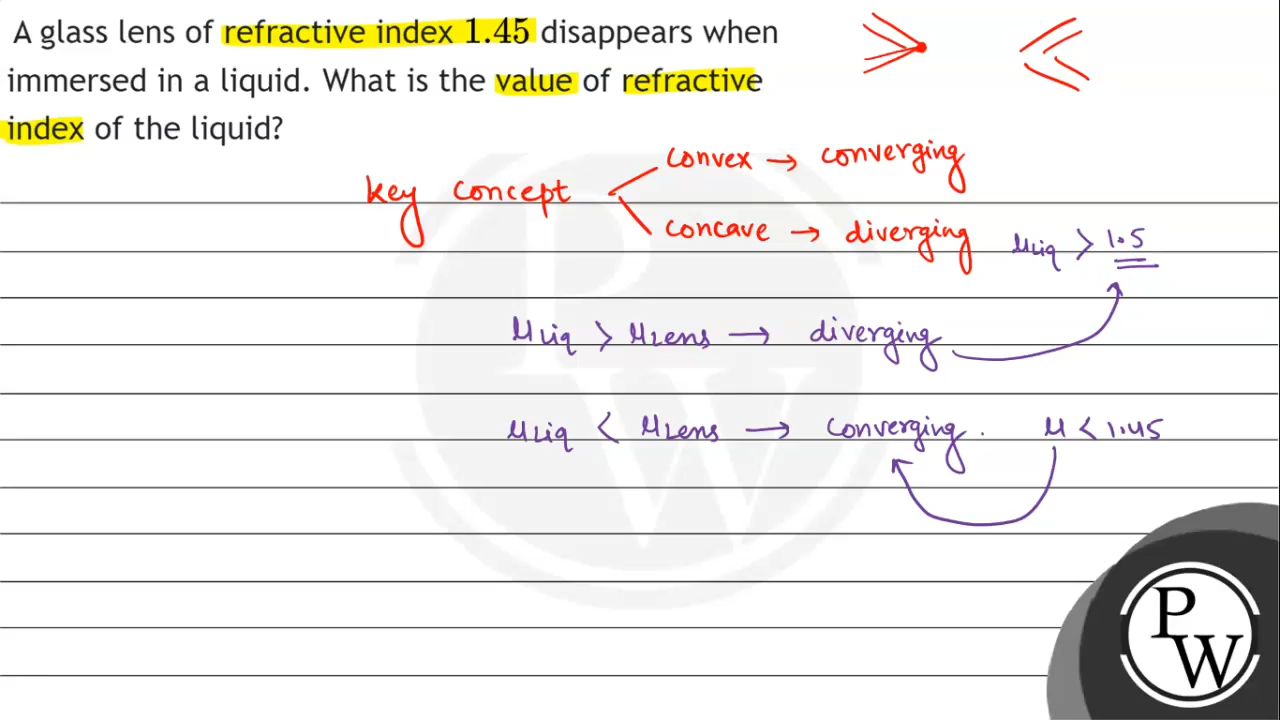 A glass lens of refractive index 1.45 disappears when
immersed in a liquid. What is the value of refractive
index of the liquid?
Key concept
convex → converging
concave → diverging
μLiq > 1.5
μLiq > μLens → diverging
μLiq < μLens → converging. μ < 1.45
P
W